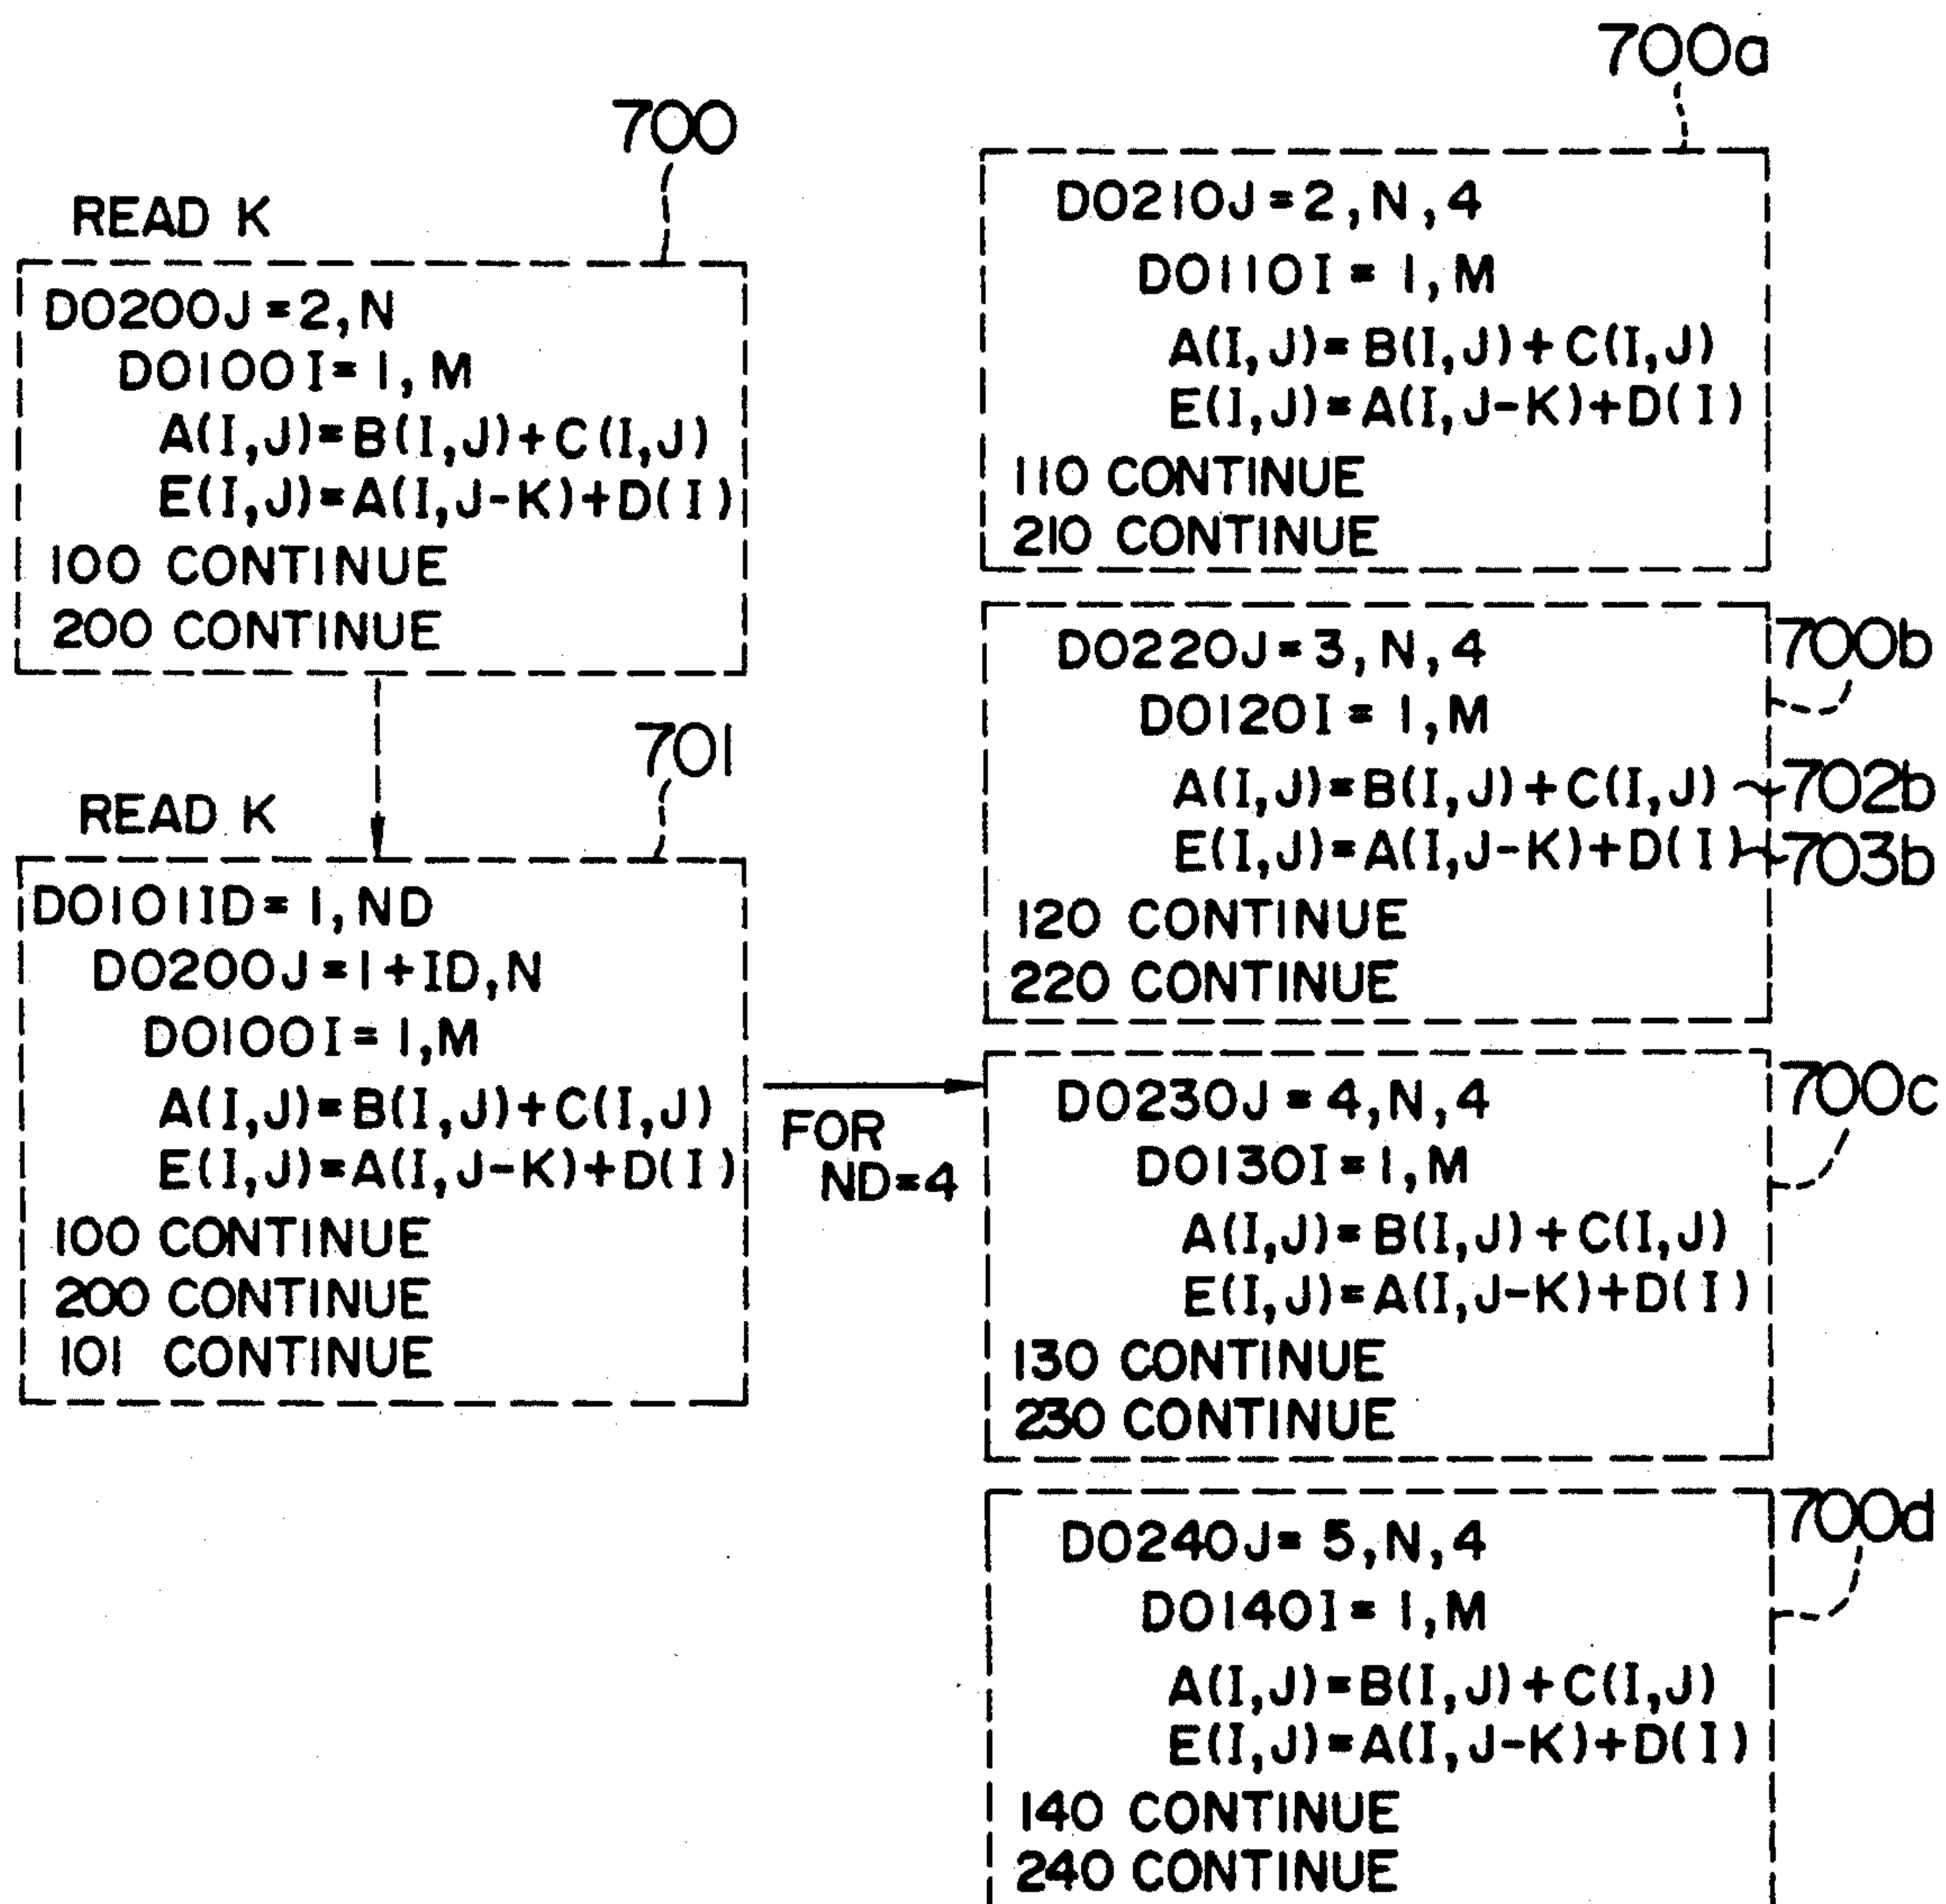 700
READ K
DO200J=2,N
DO100I=1,M
A(I,J)=B(I,J)+C(I,J)
E(I,J)=A(I,J-K)+D(I)
100 CONTINUE
200 CONTINUE
701
READ K
DO101ID=1,ND
DO200J=1+ID,N
DO100I=1,M
A(I,J)=B(I,J)+C(I,J)
E(I,J)=A(I,J-K)+D(I)
100 CONTINUE
200 CONTINUE
101 CONTINUE
FOR
ND=4
700a
DO210J=2,N,4
DO110I=1,M
A(I,J)=B(I,J)+C(I,J)
E(I,J)=A(I,J-K)+D(I)
110 CONTINUE
210 CONTINUE
700b
DO220J=3,N,4
DO120I=1,M
A(I,J)=B(I,J)+C(I,J) 702b
E(I,J)=A(I,J-K)+D(I) 703b
120 CONTINUE
220 CONTINUE
700c
DO230J=4,N,4
DO130I=1,M
A(I,J)=B(I,J)+C(I,J)
E(I,J)=A(I,J-K)+D(I)
130 CONTINUE
230 CONTINUE
700d
DO240J=5,N,4
DO140I=1,M
A(I,J)=B(I,J)+C(I,J)
E(I,J)=A(I,J-K)+D(I)
140 CONTINUE
240 CONTINUE